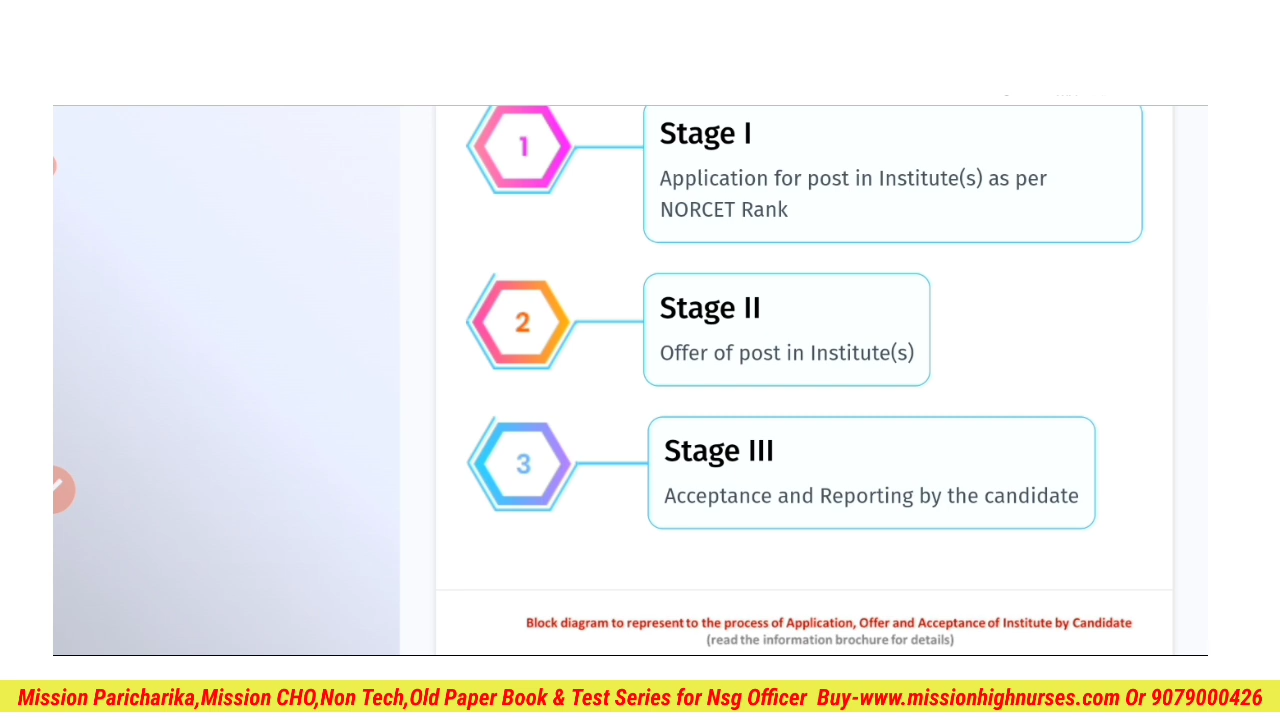 1
Stage I
Application for post in Institute(s) as per
NORCET Rank
2
Stage II
Offer of post in Institute(s)
3
Stage III
Acceptance and Reporting by the candidate
Block diagram to represent to the process of Application, Offer and Acceptance of Institute by Candidate
(read the information brochure for details)
Mission Paricharika,Mission CHO,Non Tech,Old Paper Book & Test Series for Nsg Officer Buy-www.missionhighnurses.com Or 9079000426